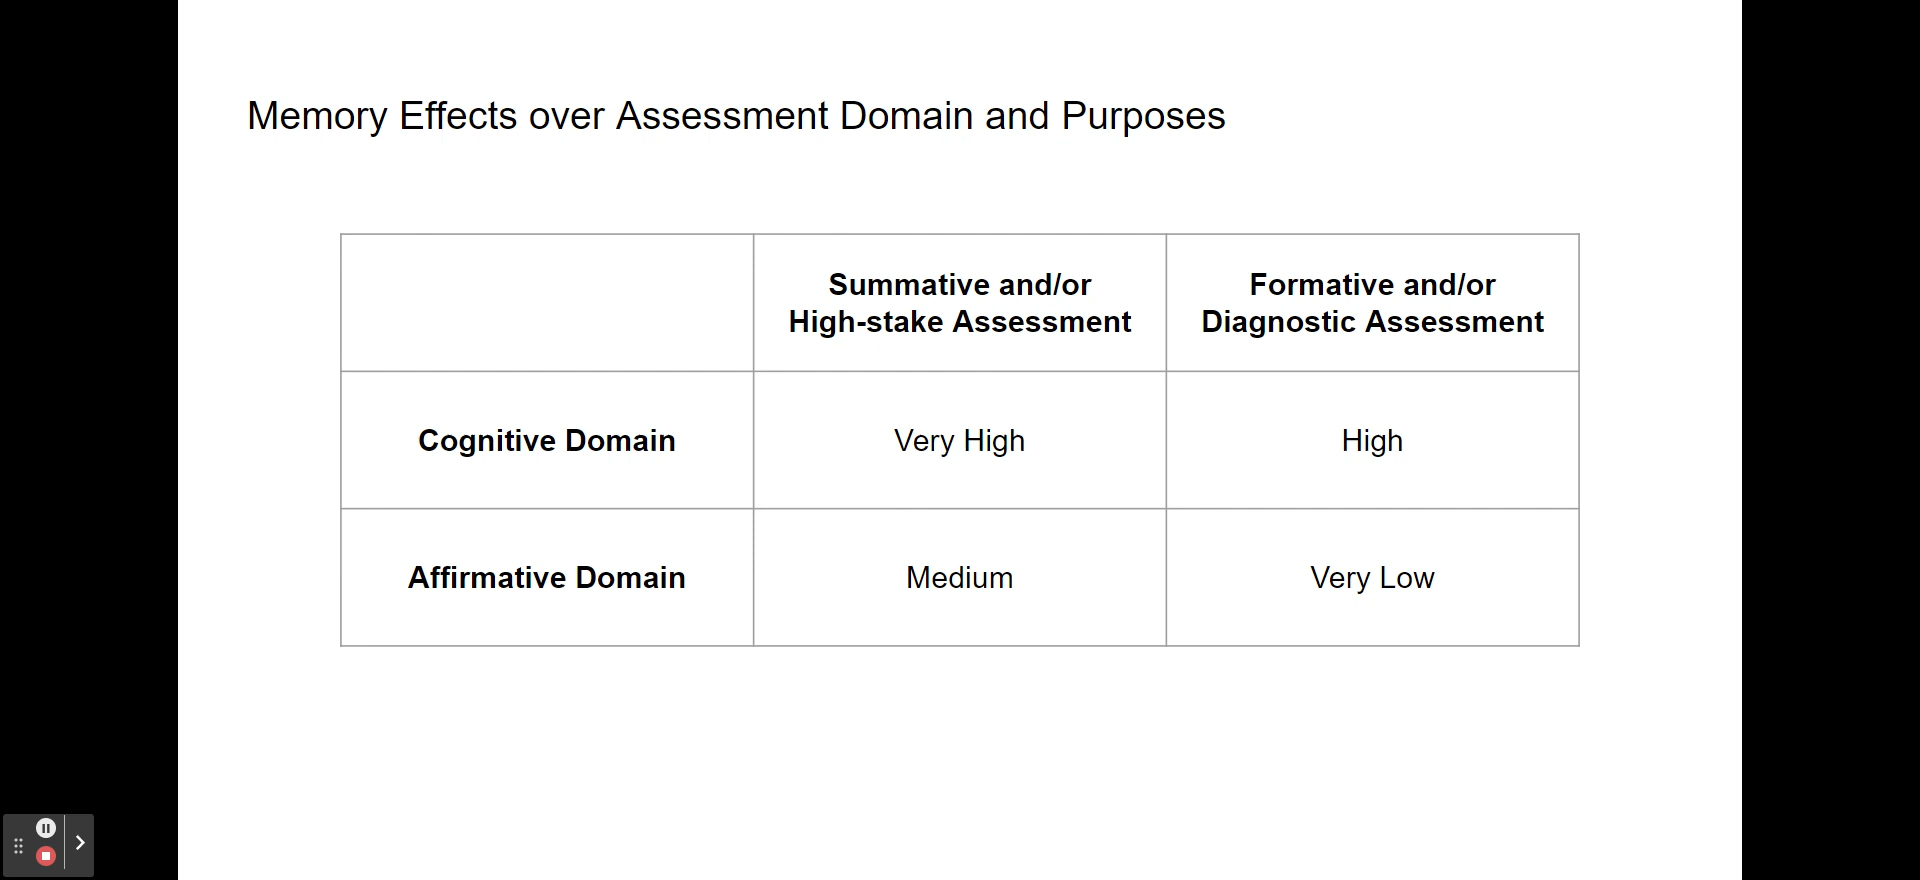 Memory Effects over Assessment Domain and Purposes
Summative and/or
High-stake Assessment
Formative and/or
Diagnostic Assessment
Cognitive Domain
Very High
High
Affirmative Domain
Medium
Very Low